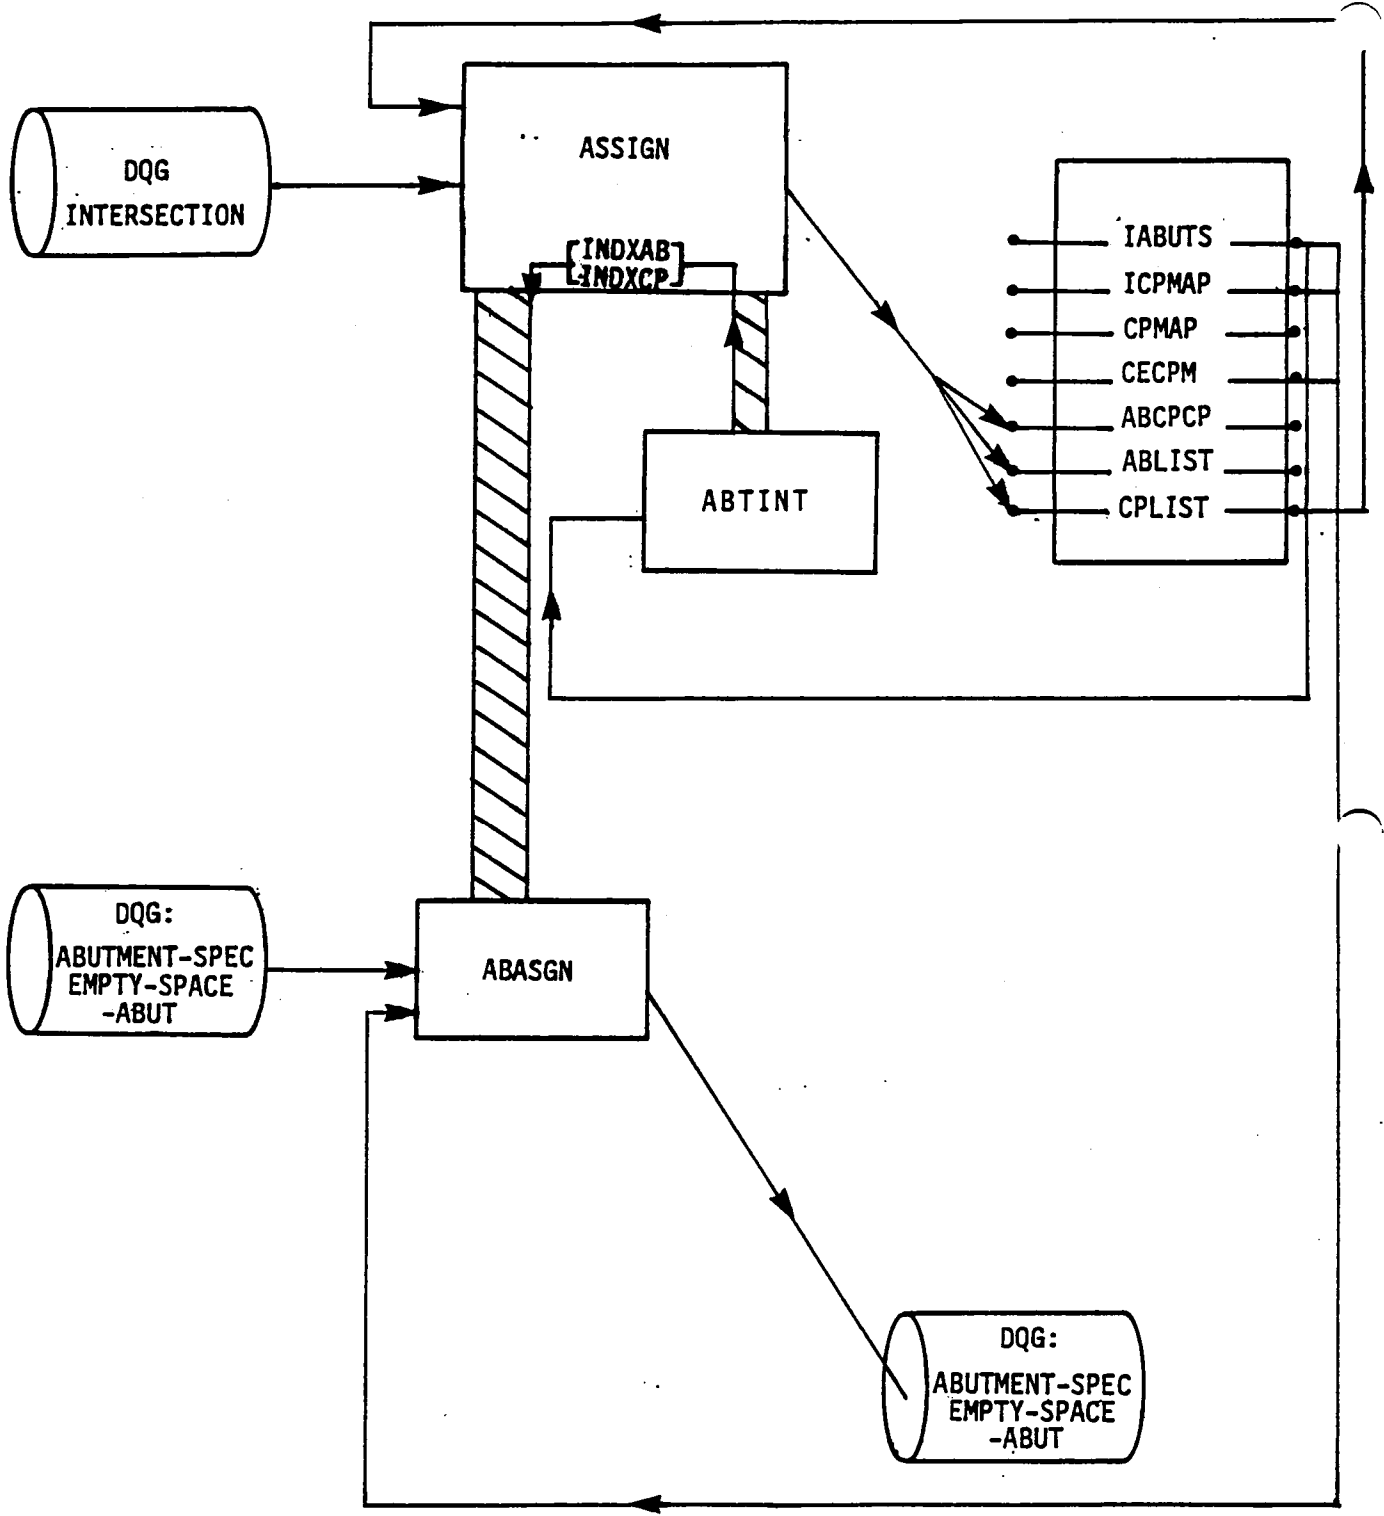 ASSIGN
DQG
INTERSECTION
INDXAB
INDXCP
IABUTS
ICPMAP
CPMAP
CECPM
ABCPCP
ABLIST
CPLIST
ABTINT
DQG:
ABUTMENT-SPEC
EMPTY-SPACE
-ABUT
ABASGN
DQG:
ABUTMENT-SPEC
EMPTY-SPACE
-ABUT